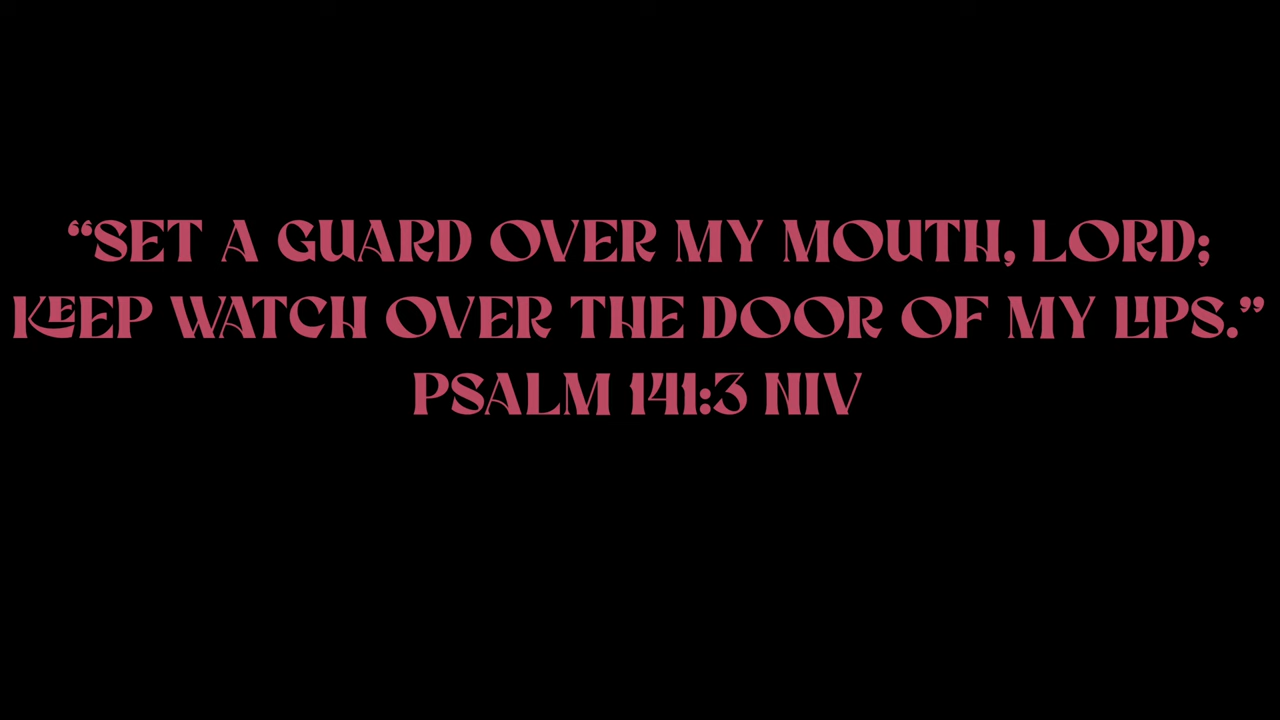 “SET A GUARD OVER MY MOUTH, LORD;
KEEP WATCH OVER THE DOOR OF MY LIPS.”
PSALM 141:3 NIV